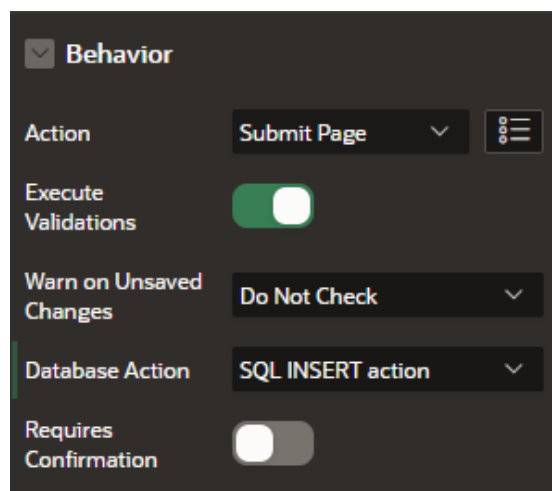 Behavior
Action
Submit Page
Execute
Validations
Warn on Unsaved
Changes
Do Not Check
Database Action
SQL INSERT action
Requires
Confirmation